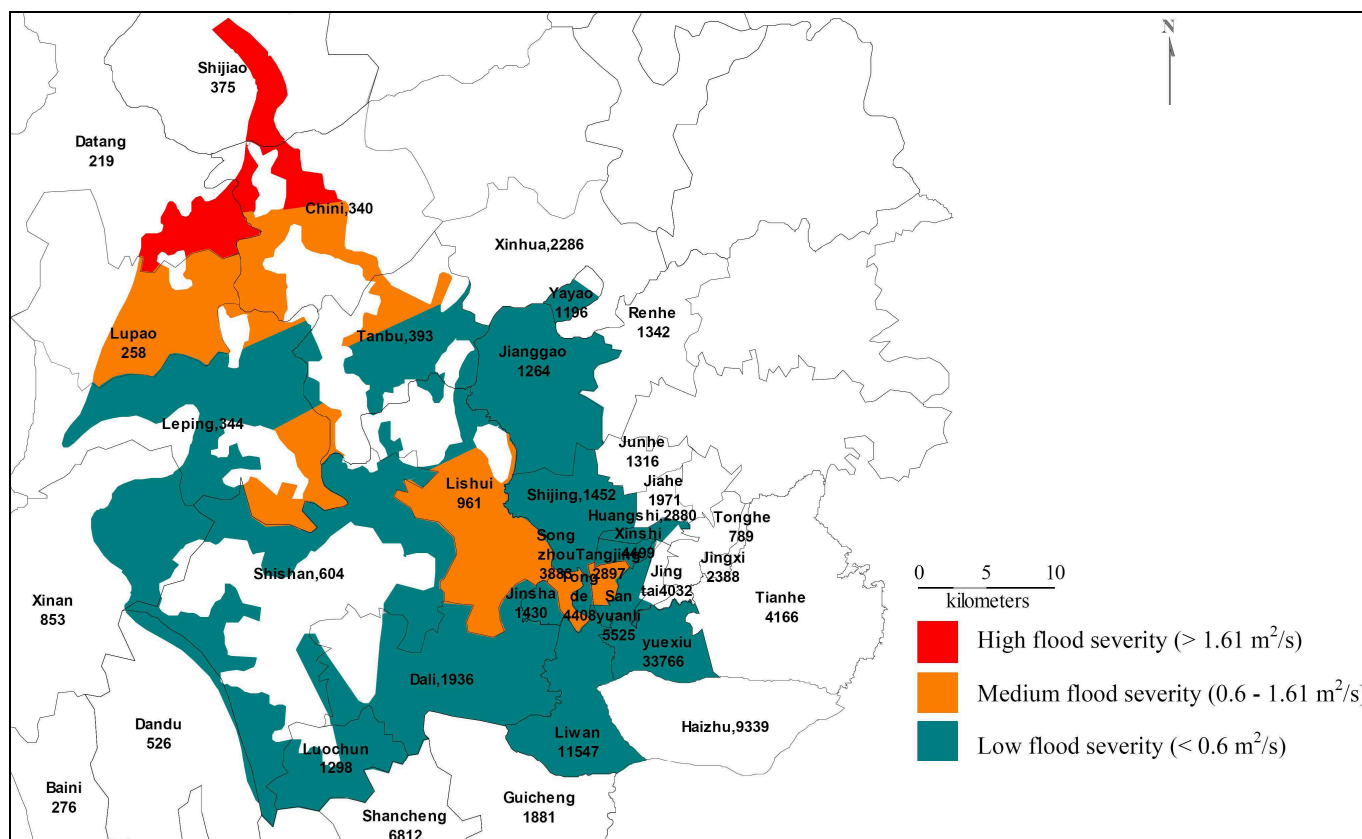 N
Shijiao
375
Datang
219
Chini,340
Xinhua,2286
Yayao
1196
Renhe
1342
Lupao
258
Tanbu,393
Jianggao
1264
Leping,344
Junhe
1316
Jiahe
1971
Lishui
961
Shijing,1452
Huangshi,2880
Tonghe
789
Xinshi
4499
Song
zhou
3883
Tangjing
2897
Jingxi
2388
Jing
tai4032
Shishan,604
Jinsha
1430
Tong
de
4408
San
yuanli
5525
Tianhe
4166
Xinan
853
yuexiu
33766
Dali,1936
Dandu
526
Haizhu,9339
Liwan
11547
Luochun
1298
Baini
276
Guicheng
1881
Shancheng
6812
0 5 10
kilometers
High flood severity (> 1.61 m²/s)
Medium flood severity (0.6 - 1.61 m²/s)
Low flood severity (< 0.6 m²/s)